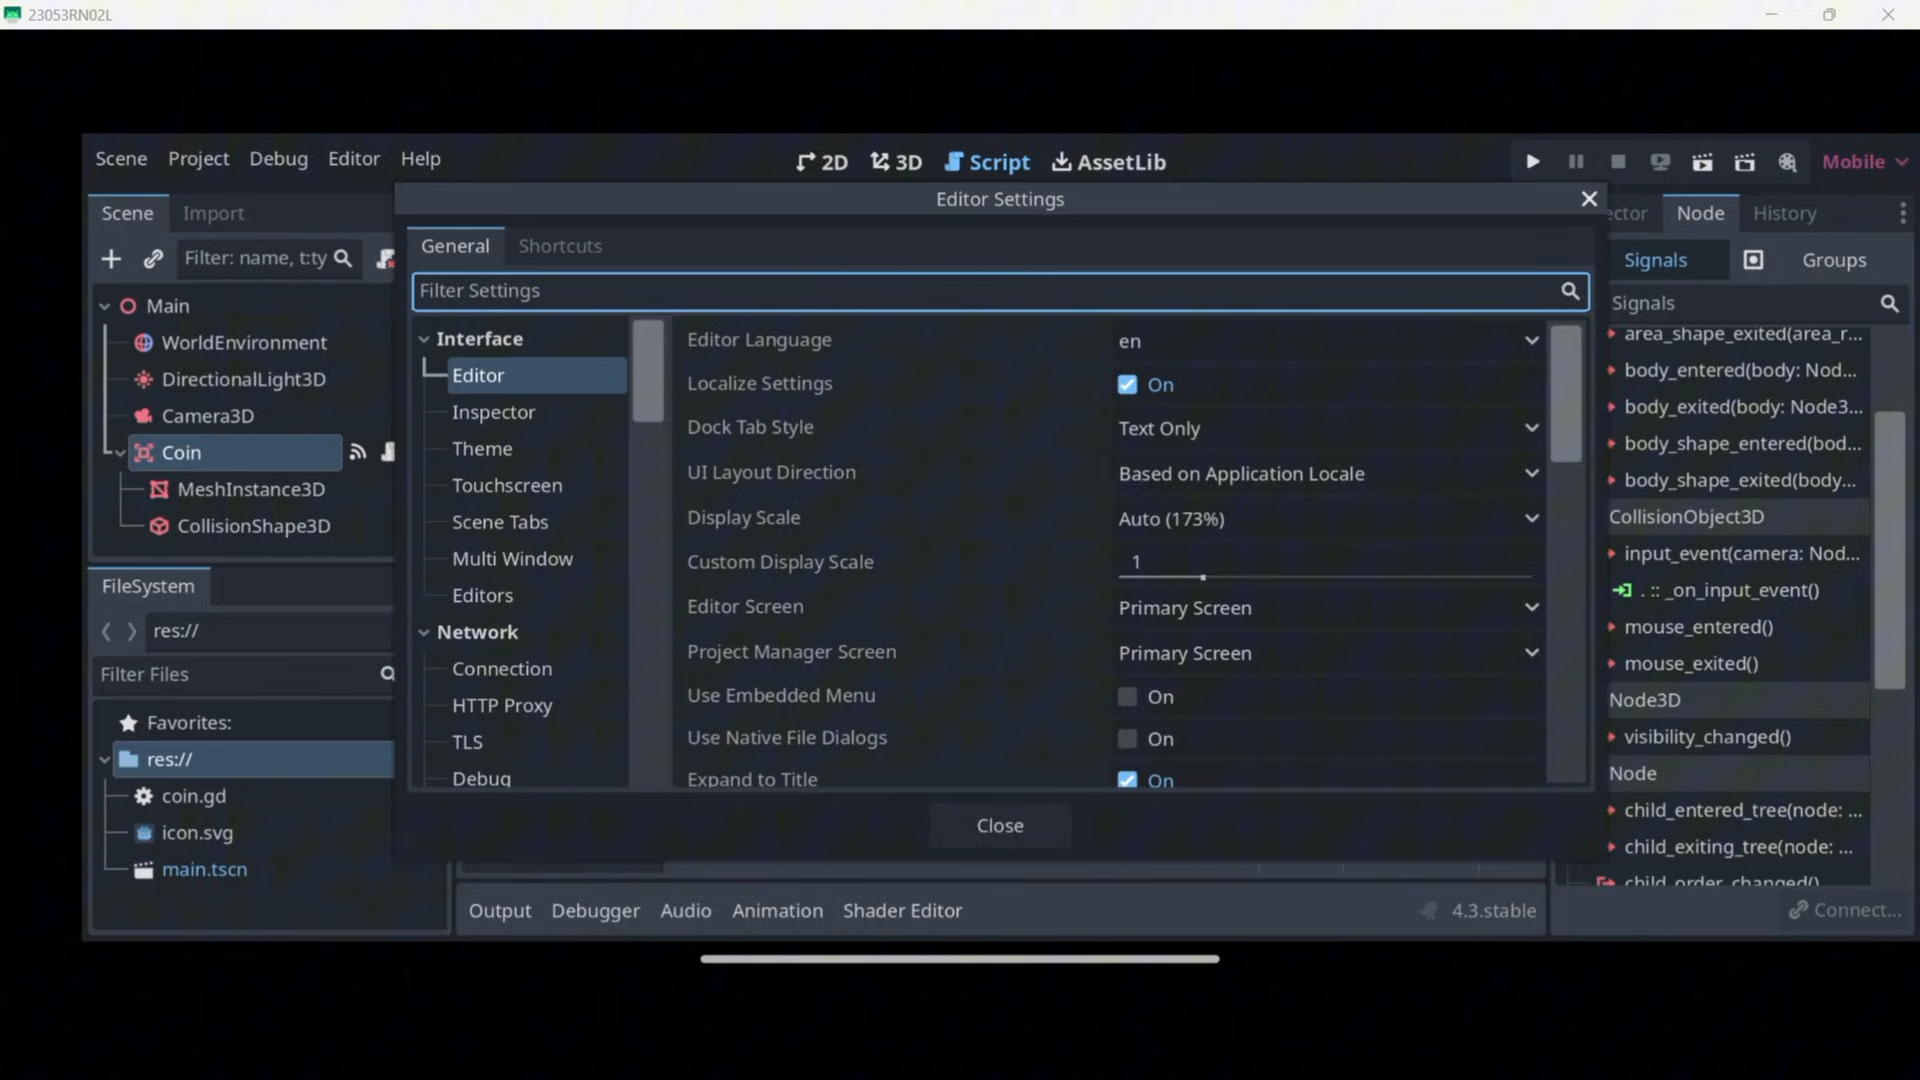 23053RN02L
Scene Project Debug Editor Help
2D 3D Script AssetLib
Mobile
Scene Import
Filter: name, t:ty
Main
WorldEnvironment
DirectionalLight3D
Camera3D
Coin
MeshInstance3D
CollisionShape3D
FileSystem
res://
Filter Files
Favorites:
res://
coin.gd
icon.svg
main.tscn
Editor Settings
General Shortcuts
Filter Settings
Interface
Editor
Inspector
Theme
Touchscreen
Scene Tabs
Multi Window
Editors
Network
Connection
HTTP Proxy
TLS
Debug
Editor Language en
Localize Settings On
Dock Tab Style Text Only
UI Layout Direction Based on Application Locale
Display Scale Auto (173%)
Custom Display Scale 1
Editor Screen Primary Screen
Project Manager Screen Primary Screen
Use Embedded Menu On
Use Native File Dialogs On
Expand to Title On
Close
Output Debugger Audio Animation Shader Editor
4.3.stable
ector Node History
Signals Groups
Signals
area_shape_exited(area_r...
body_entered(body: Nod...
body_exited(body: Node3...
body_shape_entered(bod...
body_shape_exited(body...
CollisionObject3D
input_event(camera: Nod...
. :: _on_input_event()
mouse_entered()
mouse_exited()
Node3D
visibility_changed()
Node
child_entered_tree(node: ...
child_exiting_tree(node: ...
child_order_changed()
Connect...